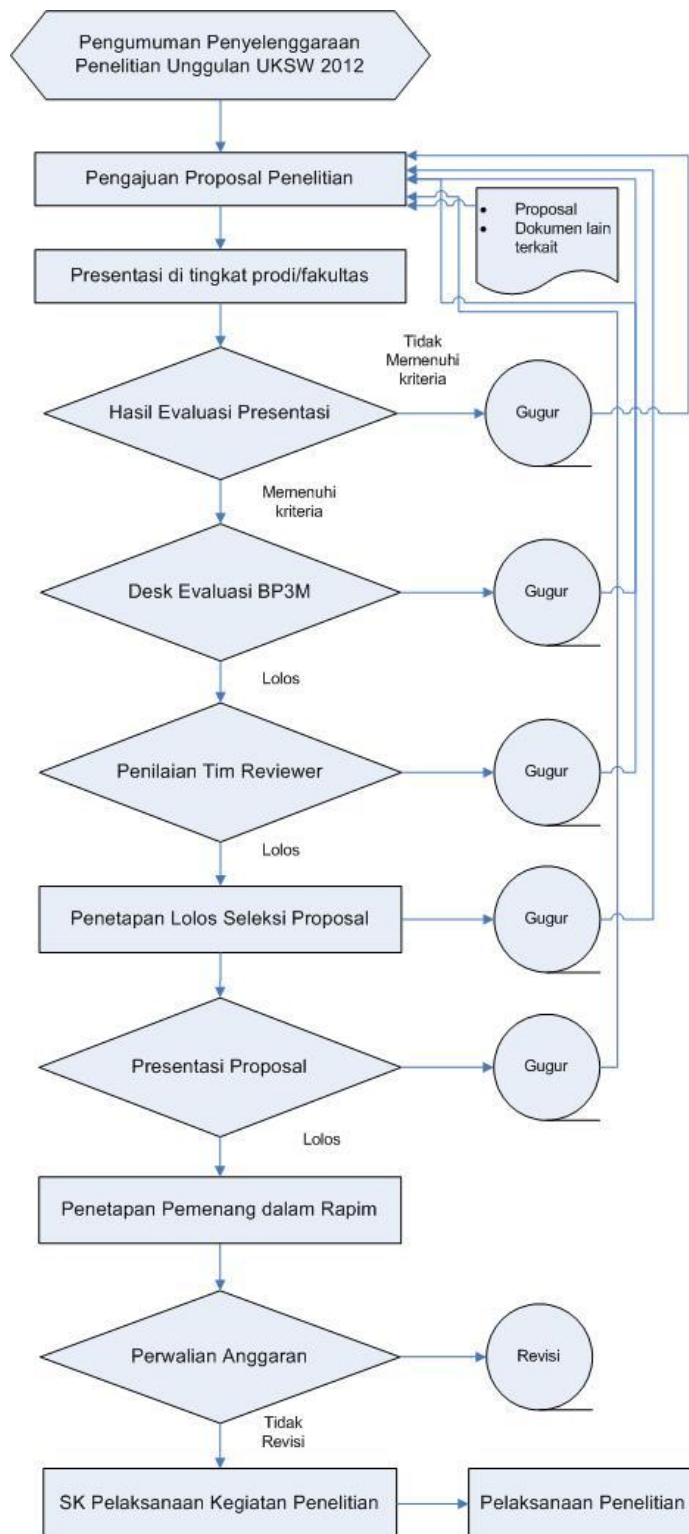 Pengumuman Penyelenggaraan
Penelitian Unggulan UKSW 2012
Pengajuan Proposal Penelitian
• Proposal
• Dokumen lain
terkait
Presentasi di tingkat prodi/fakultas
Tidak
Memenuhi
kriteria
Hasil Evaluasi Presentasi
Gugur
Memenuhi
kriteria
Desk Evaluasi BP3M
Gugur
Lolos
Penilaian Tim Reviewer
Gugur
Lolos
Penetapan Lolos Seleksi Proposal
Gugur
Presentasi Proposal
Gugur
Lolos
Penetapan Pemenang dalam Rapim
Perwalian Anggaran
Revisi
Tidak
Revisi
SK Pelaksanaan Kegiatan Penelitian
Pelaksanaan Penelitian